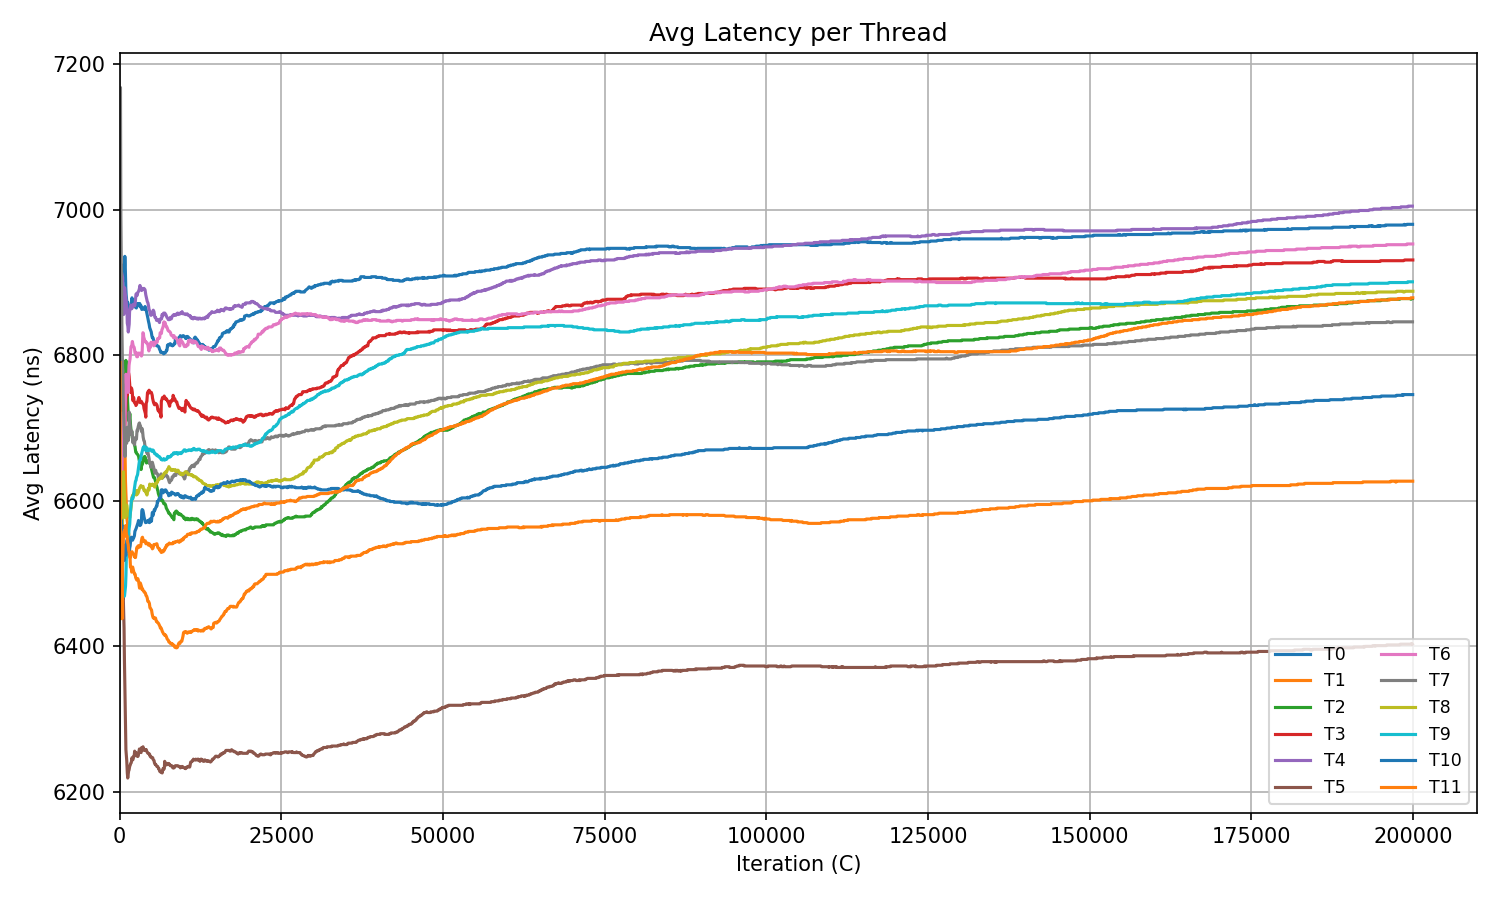 Avg Latency per Thread
Avg Latency (ns)
7200
7000
6800
6600
6400
6200
0 25000 50000 75000 100000 125000 150000 175000 200000
Iteration (C)
T0 T6
T1 T7
T2 T8
T3 T9
T4 T10
T5 T11